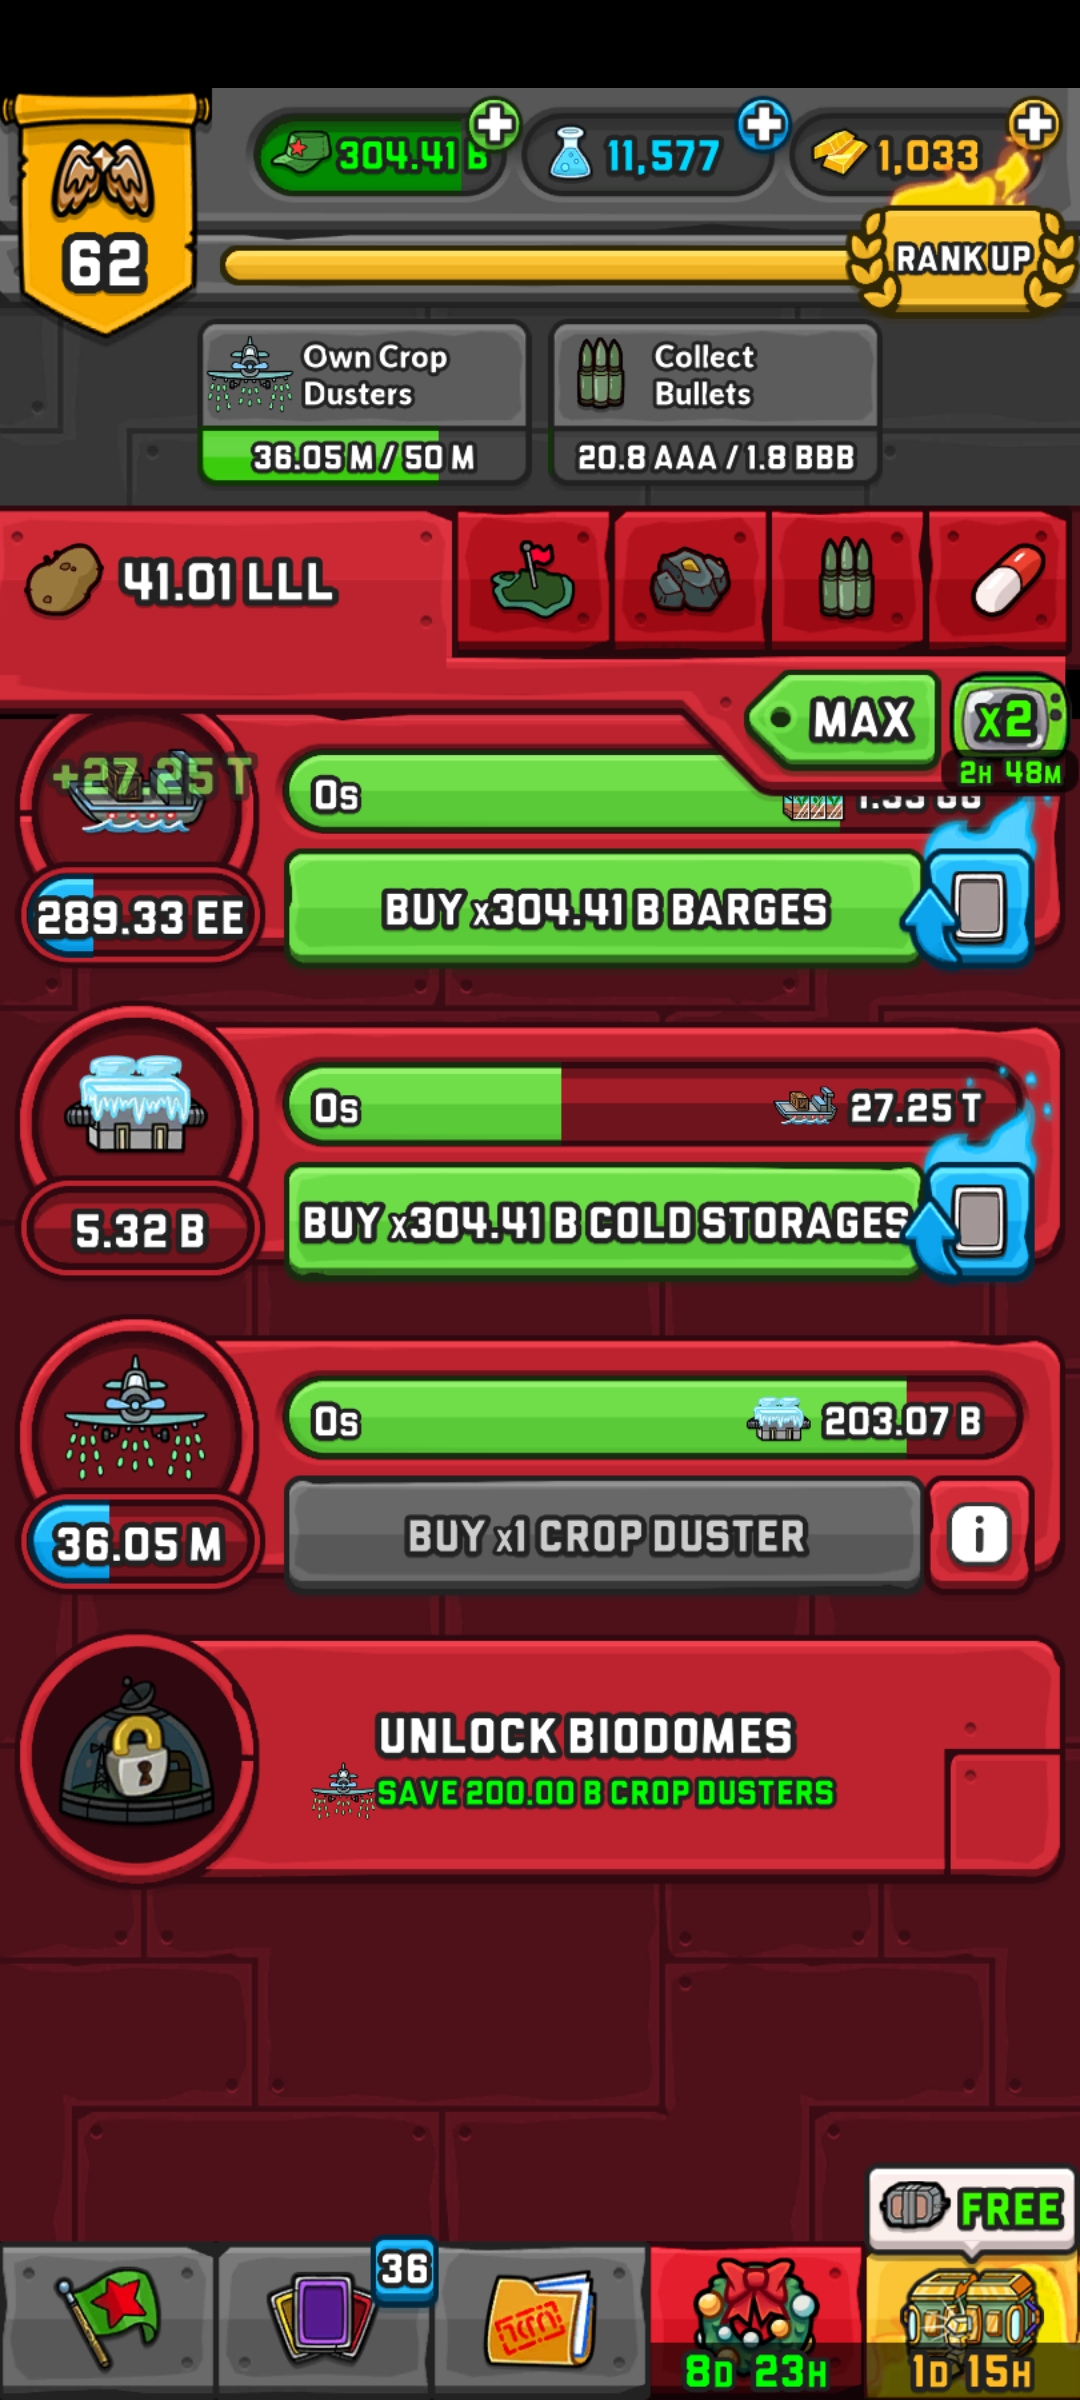 304.41 B
11,577
1,033
62
RANK UP
Own Crop
Dusters
36.05 M / 50 M
Collect
Bullets
20.8 AAA / 1.8 BBB
41.01 LLL
MAX
x2
2H 48M
+27.25 T
0s
289.33 EE
BUY x304.41 B BARGES
0s
27.25 T
5.32 B
BUY x304.41 B COLD STORAGES
0s
203.07 B
36.05 M
BUY x1 CROP DUSTER
i
UNLOCK BIODOMES
SAVE 200.00 B CROP DUSTERS
FREE
36
8D 23H
1D 15H